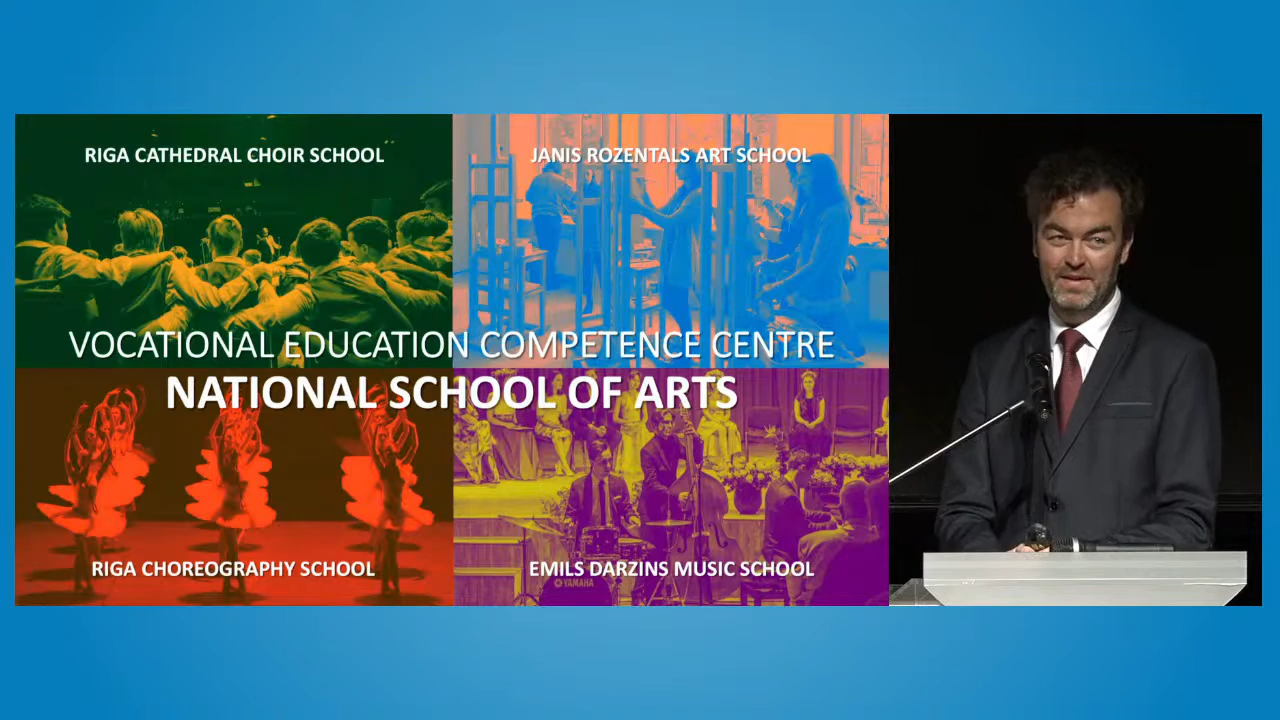 RIGA CATHEDRAL CHOIR SCHOOL
JANIS ROZENTALS ART SCHOOL
VOCATIONAL EDUCATION COMPETENCE CENTRE
NATIONAL SCHOOL OF ARTS
RIGA CHOREOGRAPHY SCHOOL
EMILS DARZINS MUSIC SCHOOL
YAMAHA